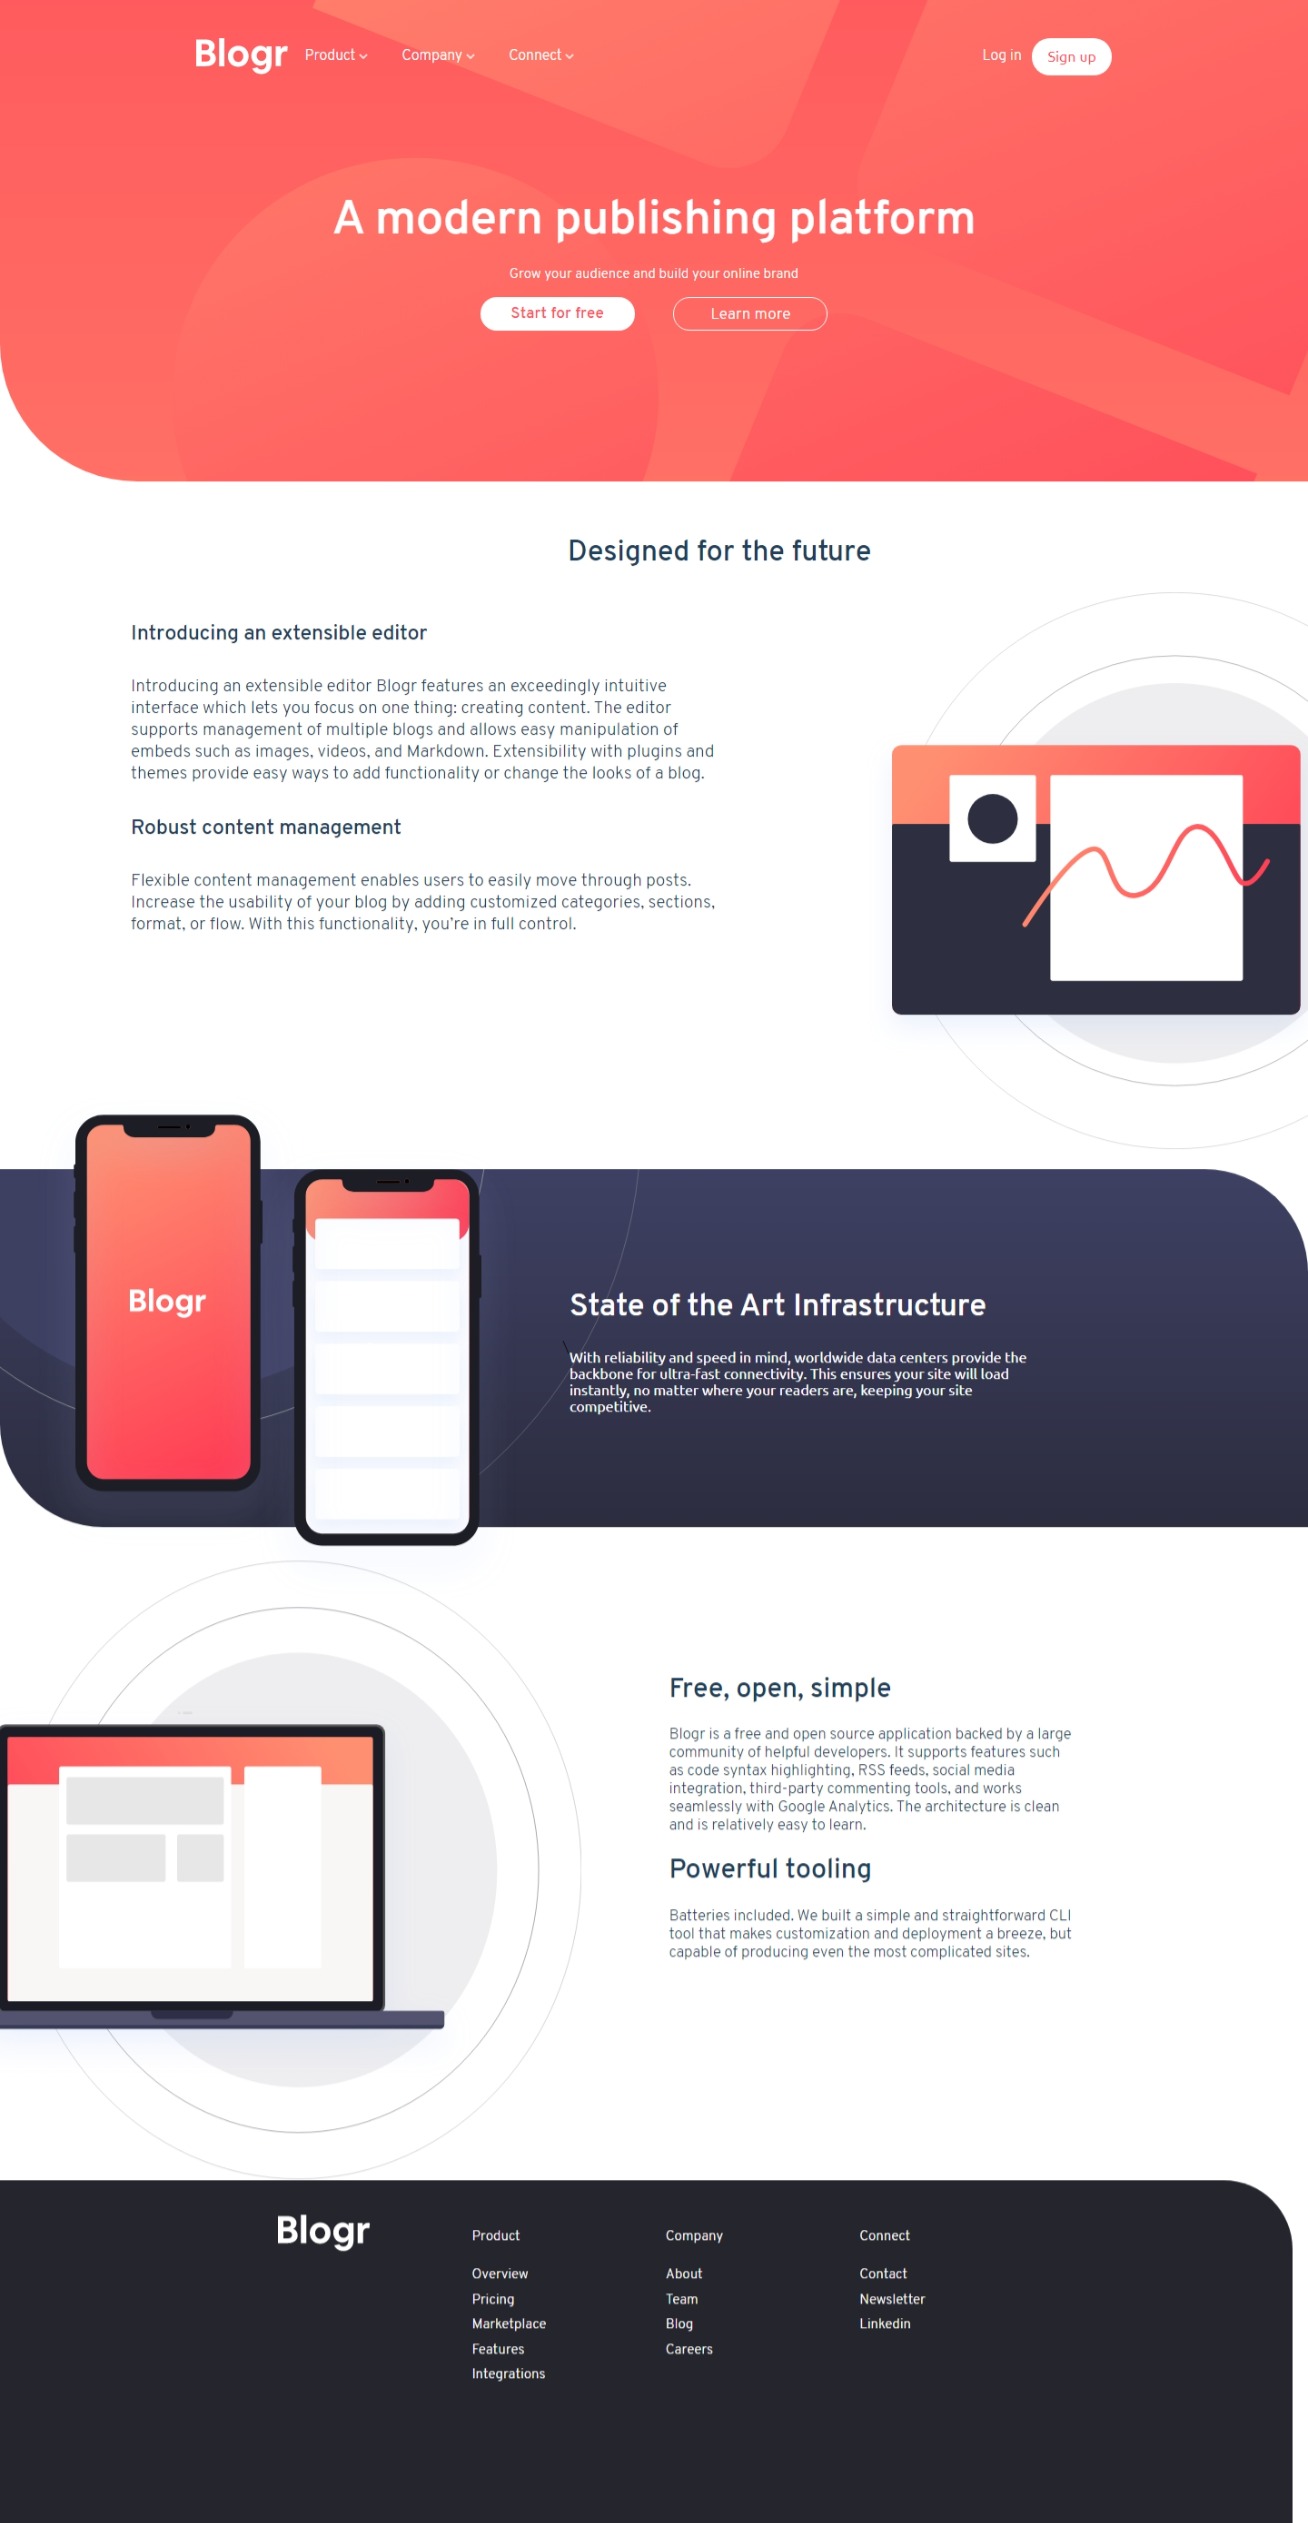 Blogr Product Company Connect Log in Sign up
A modern publishing platform
Grow your audience and build your online brand
Start for free Learn more
Designed for the future
Introducing an extensible editor
Introducing an extensible editor Blogr features an exceedingly intuitive
interface which lets you focus on one thing: creating content. The editor
supports management of multiple blogs and allows easy manipulation of
embeds such as images, videos, and Markdown. Extensibility with plugins and
themes provide easy ways to add functionality or change the looks of a blog.
Robust content management
Flexible content management enables users to easily move through posts.
Increase the usability of your blog by adding customized categories, sections,
format, or flow. With this functionality, you’re in full control.
Blogr
State of the Art Infrastructure
\
With reliability and speed in mind, worldwide data centers provide the
backbone for ultra-fast connectivity. This ensures your site will load
instantly, no matter where your readers are, keeping your site
competitive.
Free, open, simple
Blogr is a free and open source application backed by a large
community of helpful developers. It supports features such
as code syntax highlighting, RSS feeds, social media
integration, third-party commenting tools, and works
seamlessly with Google Analytics. The architecture is clean
and is relatively easy to learn.
Powerful tooling
Batteries included. We built a simple and straightforward CLI
tool that makes customization and deployment a breeze, but
capable of producing even the most complicated sites.
Blogr
Product
Overview
Pricing
Marketplace
Features
Integrations
Company
About
Team
Blog
Careers
Connect
Contact
Newsletter
Linkedin